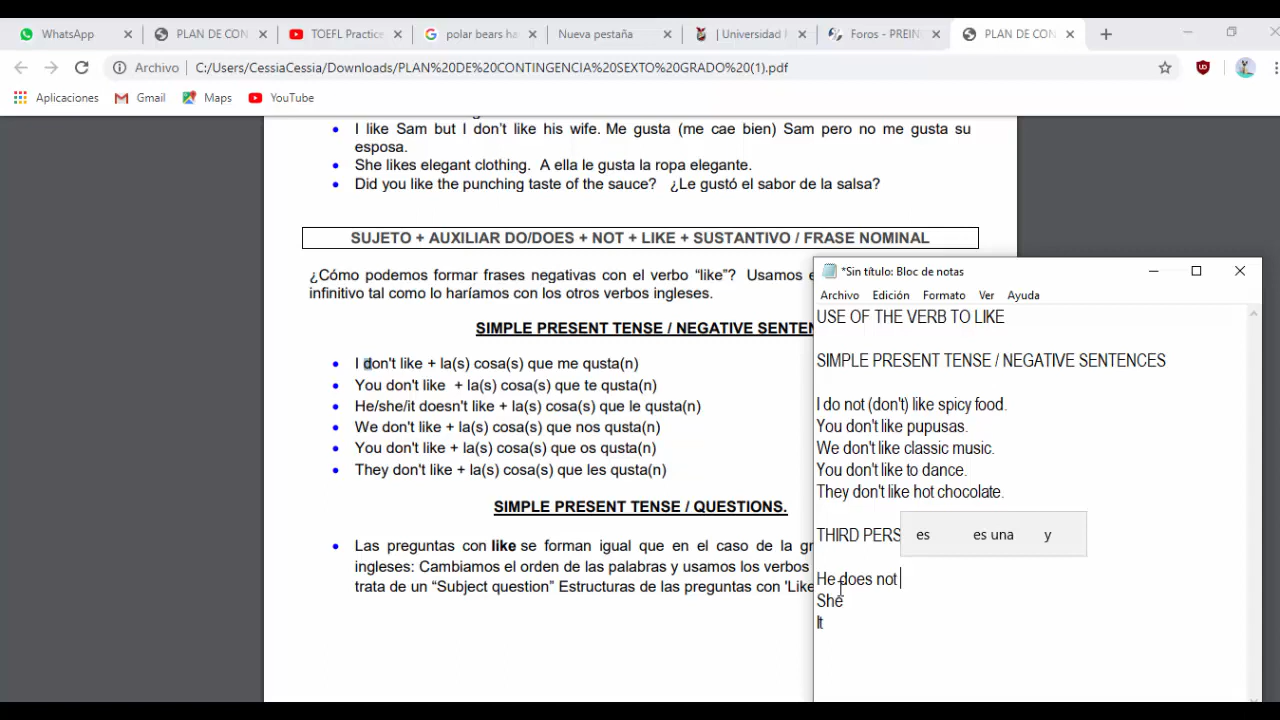 WhatsApp
PLAN DE CON
TOEFL Practice
polar bears ha
Nueva pestaña
| Universidad
Foros - PREIN
PLAN DE CON
Archivo
C:/Users/CessiaCessia/Downloads/PLAN%20DE%20CONTINGENCIA%20SEXTO%20GRADO%20(1).pdf
Aplicaciones
Gmail
Maps
YouTube
I like Sam but I don't like his wife. Me gusta (me cae bien) Sam pero no me gusta su
esposa.
She likes elegant clothing. A ella le gusta la ropa elegante.
Did you like the punching taste of the sauce? ¿Le gustó el sabor de la salsa?
SUJETO + AUXILIAR DO/DOES + NOT + LIKE + SUSTANTIVO / FRASE NOMINAL
¿Cómo podemos formar frases negativas con el verbo “like”? Usamos e
infinitivo tal como lo haríamos con los otros verbos ingleses.
SIMPLE PRESENT TENSE / NEGATIVE SENTEN
I don't like + la(s) cosa(s) que me qusta(n)
You don't like + la(s) cosa(s) que te qusta(n)
He/she/it doesn't like + la(s) cosa(s) que le qusta(n)
We don't like + la(s) cosa(s) que nos qusta(n)
You don't like + la(s) cosa(s) que os qusta(n)
They don't like + la(s) cosa(s) que les qusta(n)
SIMPLE PRESENT TENSE / QUESTIONS.
Las preguntas con like se forman igual que en el caso de la gr
ingleses: Cambiamos el orden de las palabras y usamos los verbos
trata de un “Subject question” Estructuras de las preguntas con 'Like
*Sin título: Bloc de notas
Archivo Edición Formato Ver Ayuda
USE OF THE VERB TO LIKE
SIMPLE PRESENT TENSE / NEGATIVE SENTENCES
I do not (don't) like spicy food.
You don't like pupusas.
We don't like classic music.
You don't like to dance.
They don't like hot chocolate.
THIRD PERS
es es una y
He does not
She
It